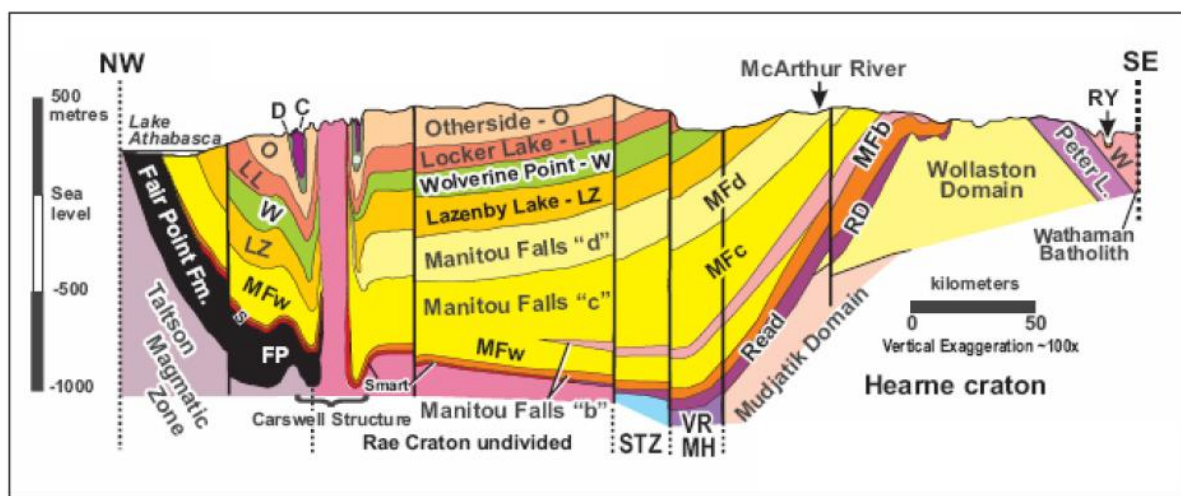 NW
SE
500
metres
Sea
level
-500
-1000
Lake
Athabasca
D C
McArthur River
RY
O
LL
W
LZ
MFw
Fair Point Fm.
s
FP
Taltson
Magmatic
Zone
Otherside - O
Locker Lake - LL
Wolverine Point - W
Lazenby Lake - LZ
Manitou Falls “d”
Manitou Falls “c”
MFw
Smart
Carswell Structure
Manitou Falls “b”
Rae Craton undivided
STZ
VR
MH
MFd
MFc
MFb
RD
Read
Mudjatik Domain
Wollaston
Domain
Peter L.
W
Wathaman
Batholith
kilometers
0 50
Vertical Exaggeration ~100x
Hearne craton